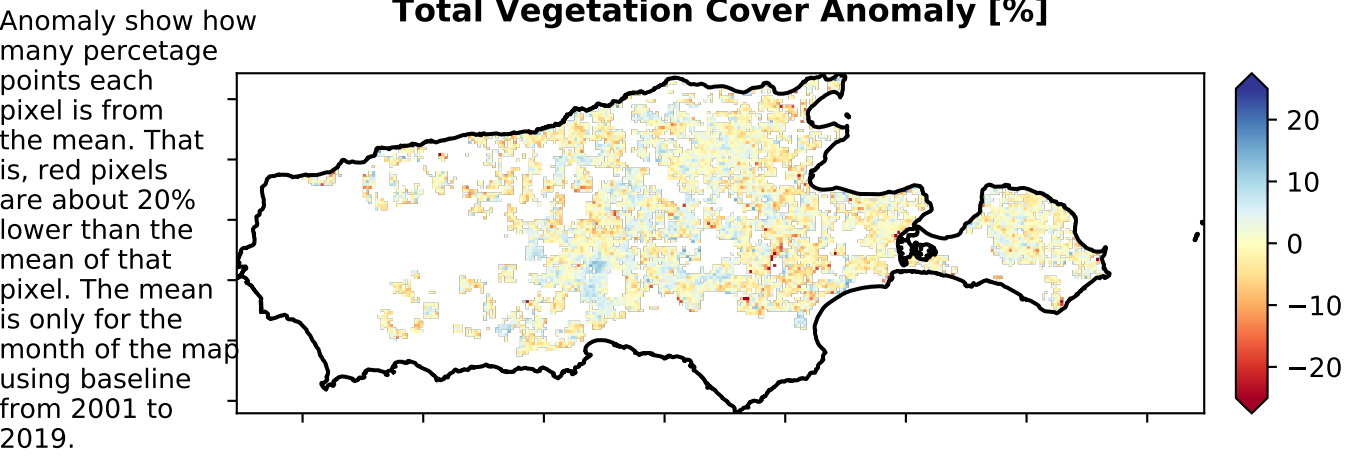 Total Vegetation Cover Anomaly [%]
Anomaly show how
many percetage
points each
pixel is from
the mean. That
is, red pixels
are about 20%
lower than the
mean of that
pixel. The mean
is only for the
month of the map
using baseline
from 2001 to
2019.
20
10
0
−10
−20